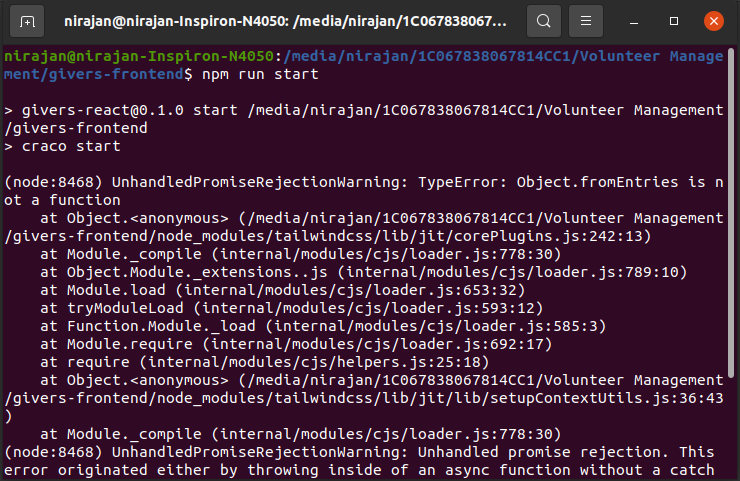 nirajan@nirajan-Inspiron-N4050: /media/nirajan/1C067838067...
nirajan@nirajan-Inspiron-N4050:/media/nirajan/1C067838067814CC1/Volunteer Manage
ment/givers-frontend$ npm run start
> givers-react@0.1.0 start /media/nirajan/1C067838067814CC1/Volunteer Management
/givers-frontend
> craco start
(node:8468) UnhandledPromiseRejectionWarning: TypeError: Object.fromEntries is n
ot a function
    at Object.<anonymous> (/media/nirajan/1C067838067814CC1/Volunteer Management
/givers-frontend/node_modules/tailwindcss/lib/jit/corePlugins.js:242:13)
    at Module._compile (internal/modules/cjs/loader.js:778:30)
    at Object.Module._extensions..js (internal/modules/cjs/loader.js:789:10)
    at Module.load (internal/modules/cjs/loader.js:653:32)
    at tryModuleLoad (internal/modules/cjs/loader.js:593:12)
    at Function.Module._load (internal/modules/cjs/loader.js:585:3)
    at Module.require (internal/modules/cjs/loader.js:692:17)
    at require (internal/modules/cjs/helpers.js:25:18)
    at Object.<anonymous> (/media/nirajan/1C067838067814CC1/Volunteer Management
/givers-frontend/node_modules/tailwindcss/lib/jit/lib/setupContextUtils.js:36:43
)
    at Module._compile (internal/modules/cjs/loader.js:778:30)
(node:8468) UnhandledPromiseRejectionWarning: Unhandled promise rejection. This
error originated either by throwing inside of an async function without a catch